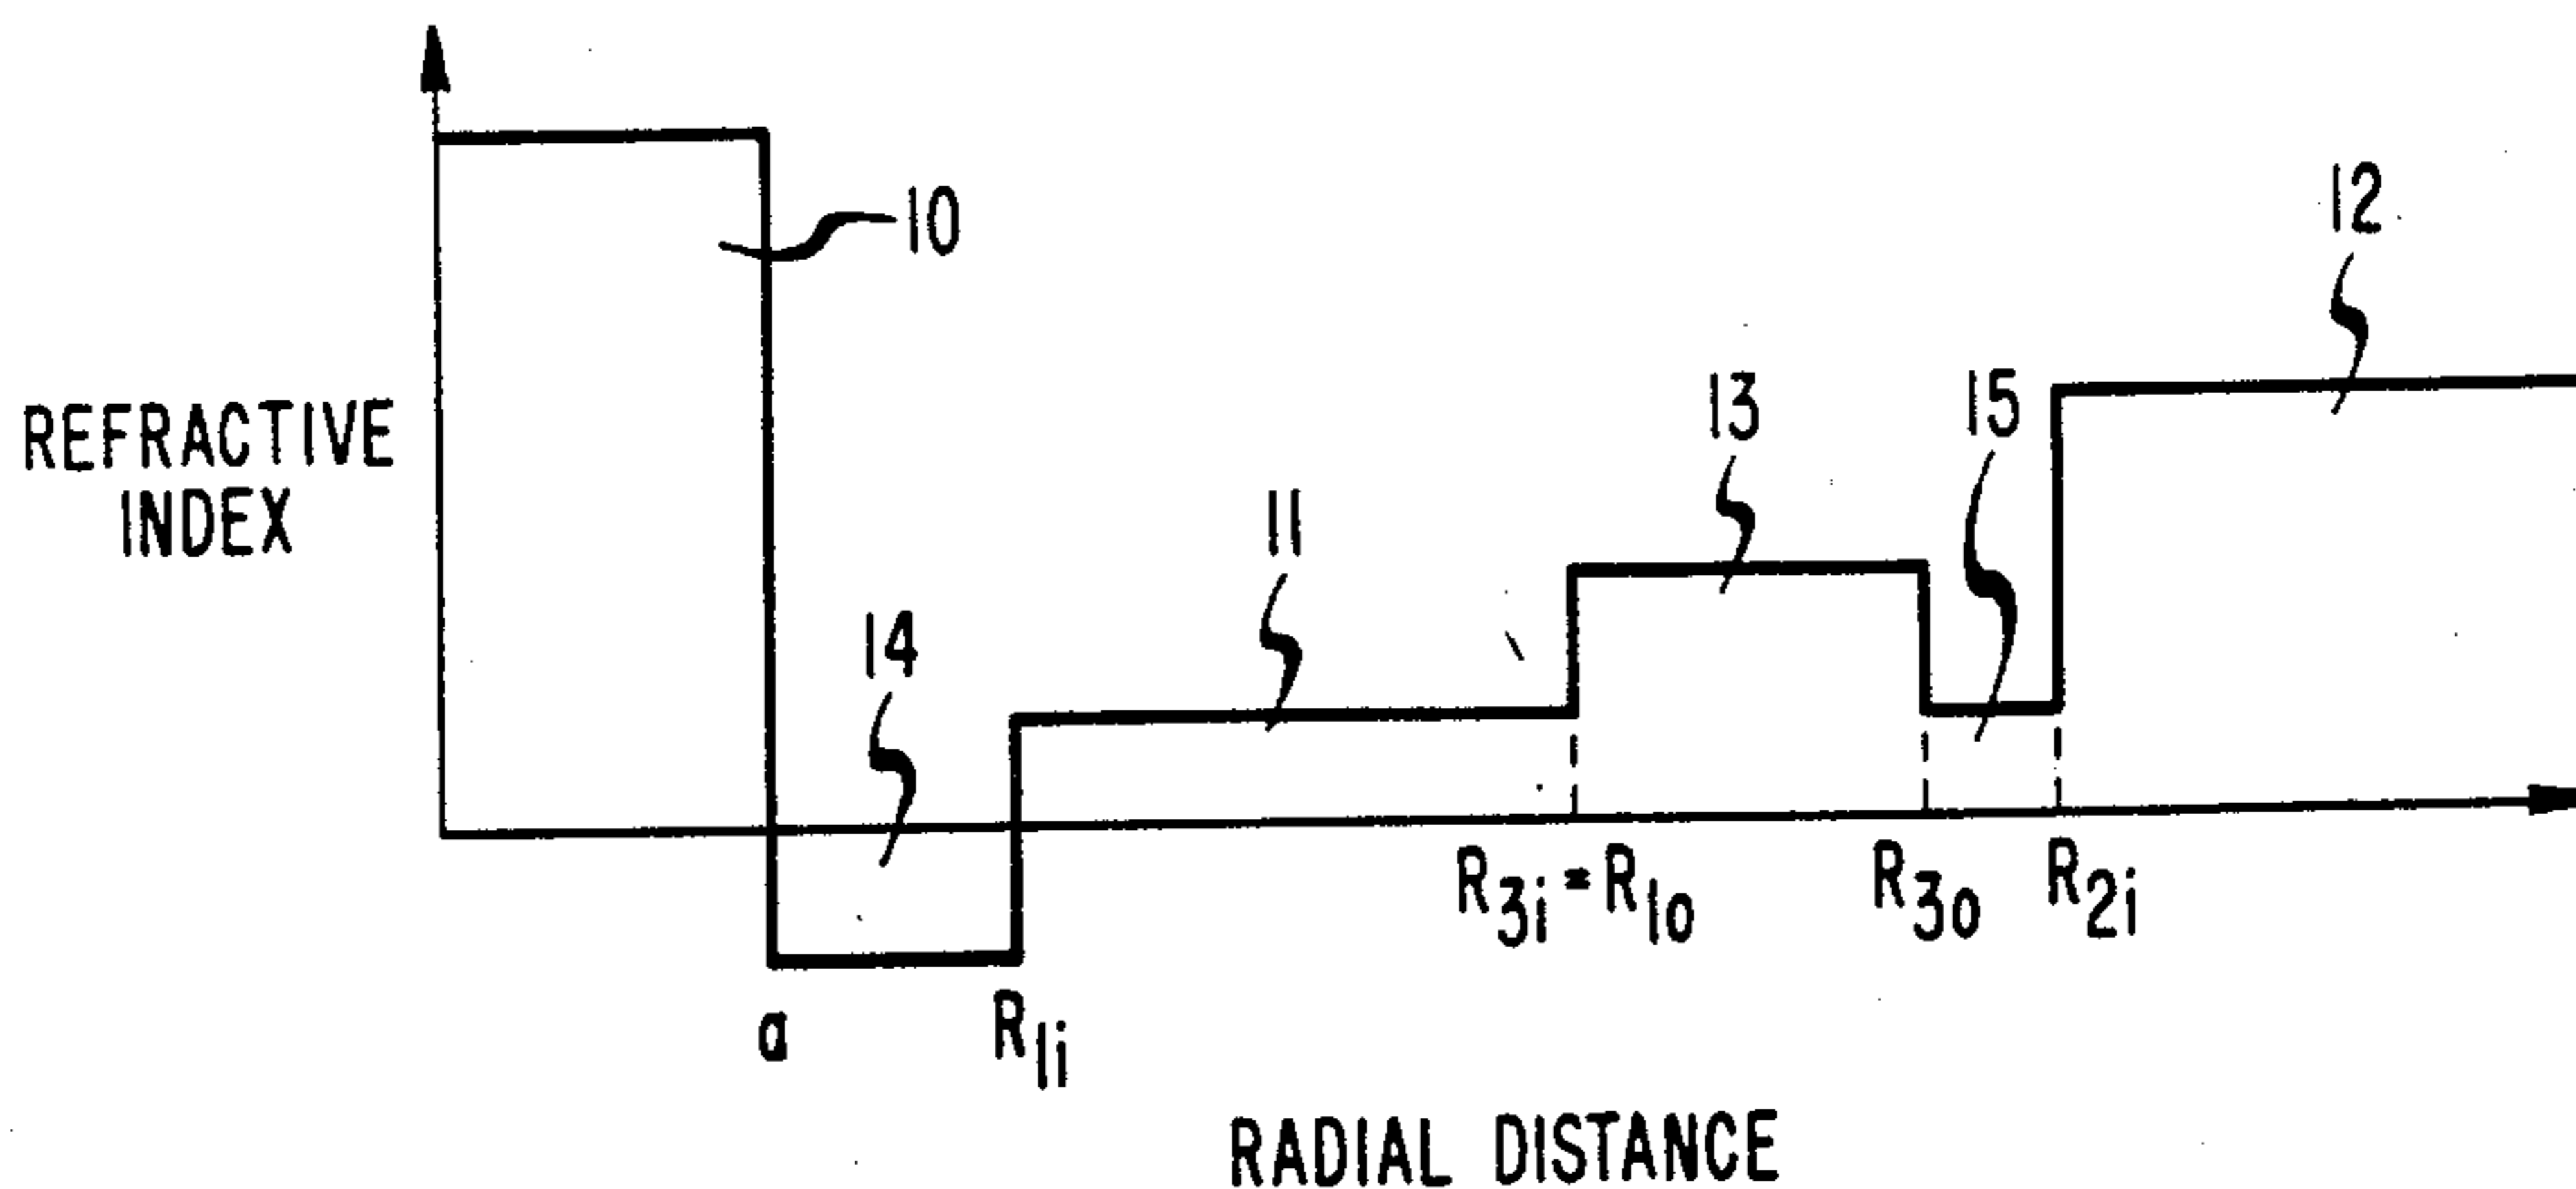 10
12
13
15
REFRACTIVE
INDEX
11
14
R3i = R1o
R3o
R2i
a
R1i
RADIAL DISTANCE